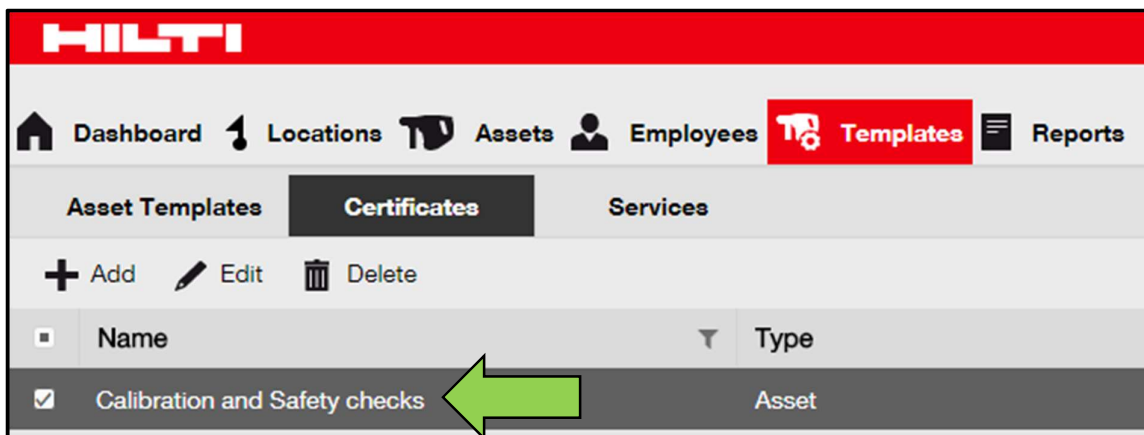 HILTI
Dashboard Locations Assets Employees Templates Reports
Asset Templates Certificates Services
Add Edit Delete
Name Type
Calibration and Safety checks Asset